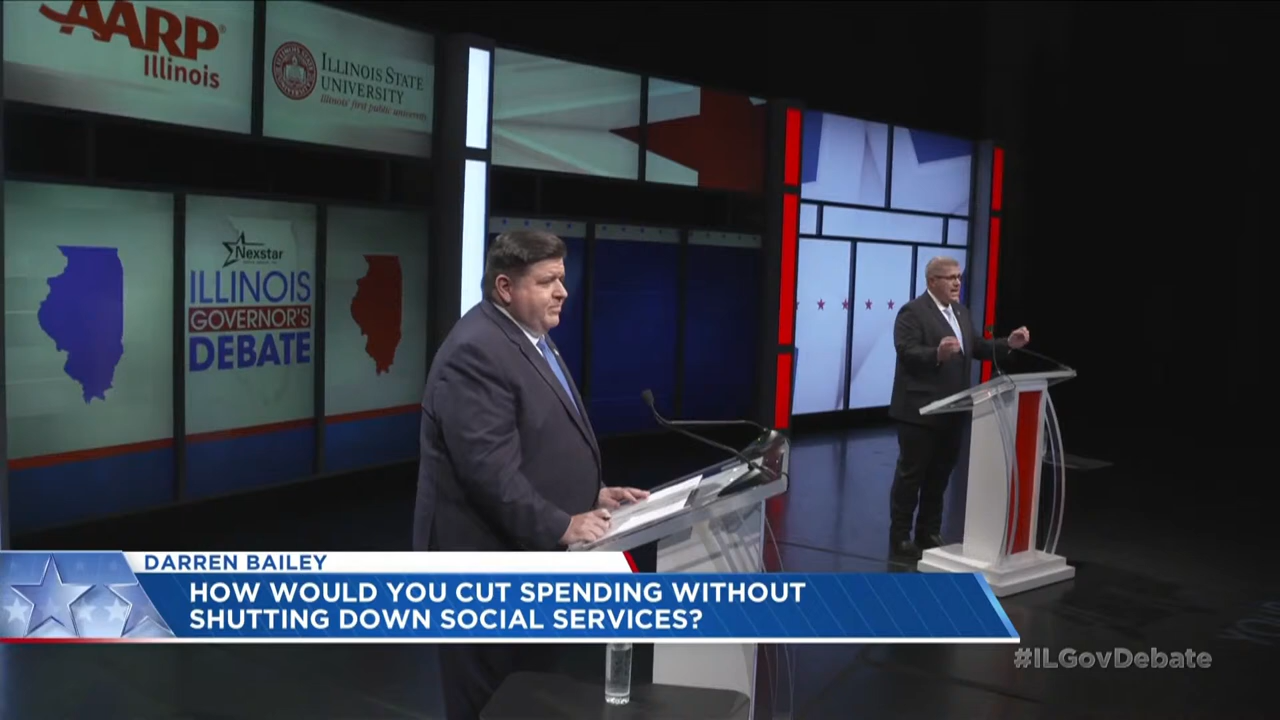 AARP
Illinois
ILLINOIS STATE
UNIVERSITY
Illinois' first public university
Nexstar
ILLINOIS
GOVERNOR'S
DEBATE
DARREN BAILEY
HOW WOULD YOU CUT SPENDING WITHOUT
SHUTTING DOWN SOCIAL SERVICES?
#ILGovDebate